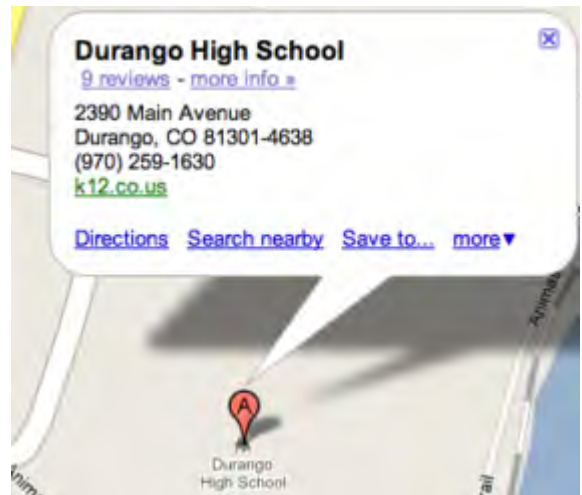 Durango High School
9 reviews - more info »
2390 Main Avenue
Durango, CO 81301-4638
(970) 259-1630
k12.co.us
Directions Search nearby Save to... more▼
A
Durango
High School